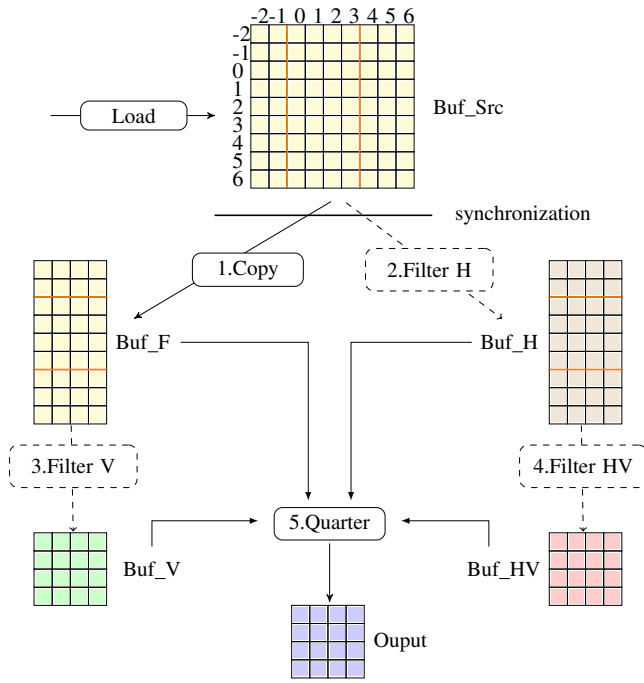 -2-1 0 1 2 3 4 5 6
-2
-1
0
1
2
3
4
5
6
Load
Buf_Src
synchronization
1.Copy
2.Filter H
Buf_F
Buf_H
3.Filter V
4.Filter HV
5.Quarter
Buf_V
Buf_HV
Ouput